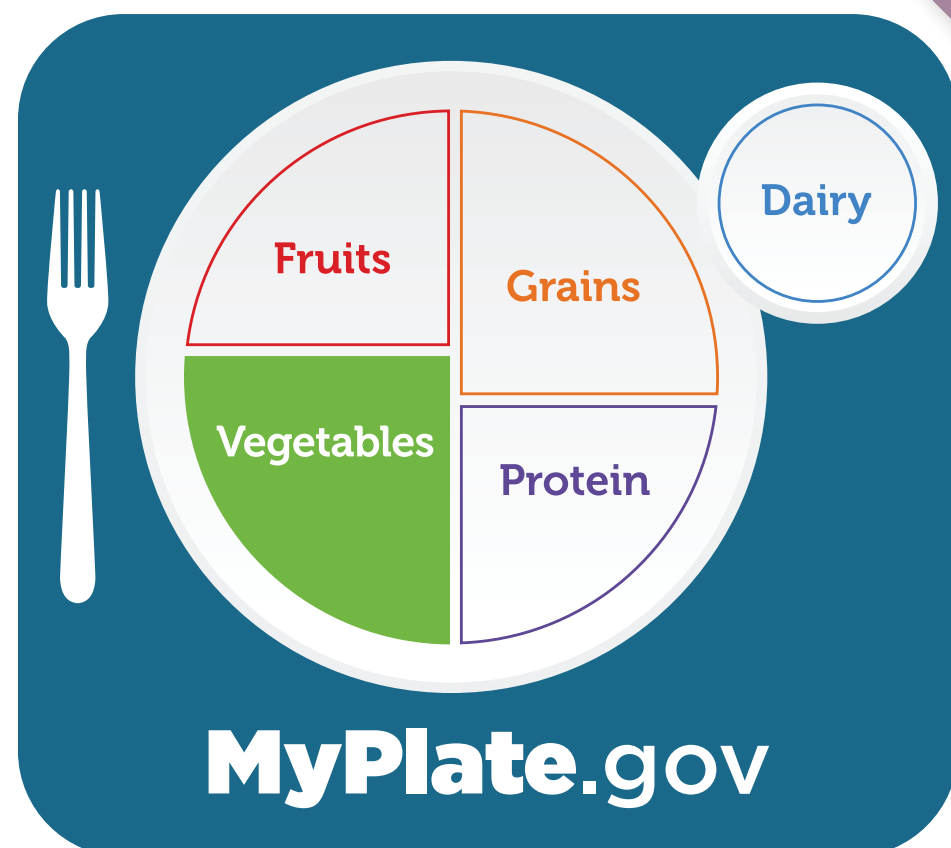 Fruits
Grains
Dairy
Vegetables
Protein
MyPlate.gov